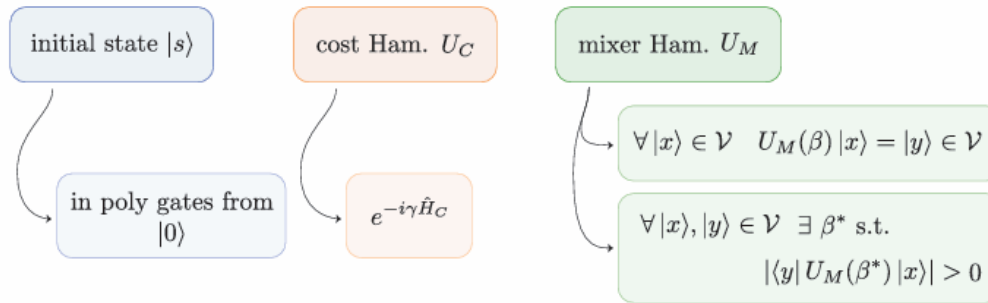 initial state |s⟩
cost Ham. U_C
mixer Ham. U_M
∀ |x⟩ ∈ 𝒱 U_M(β) |x⟩ = |y⟩ ∈ 𝒱
in poly gates from
|0⟩
e^{-iγĤ_C}
∀ |x⟩, |y⟩ ∈ 𝒱 ∃ β* s.t.
|⟨y| U_M(β*) |x⟩| > 0